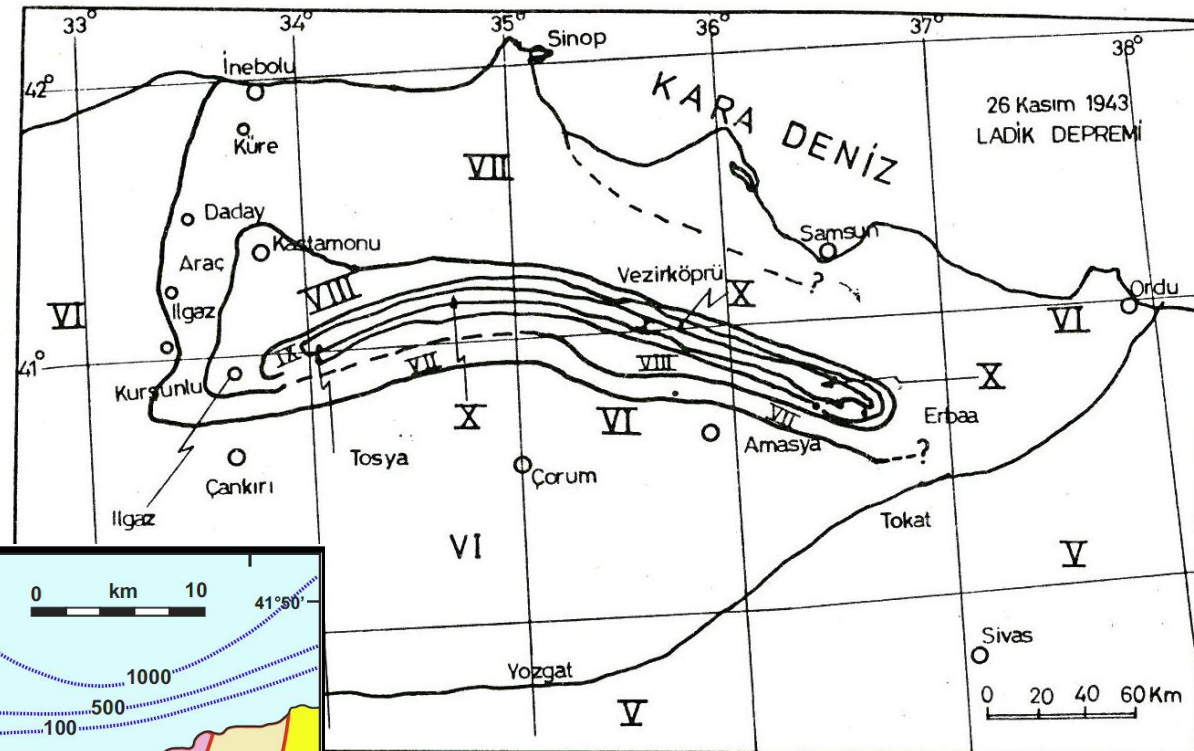 33°
34°
35°
36°
37°
38°
42°
41°
Sinop
İnebolu
Küre
KARA DENİZ
26 Kasım 1943
LADİK DEPREMİ
VII
Daday
Kastamonu
Araç
Samsun
Vezirköprü
X
?
VIII
Ilgaz
VI
Ordu
VI
IX
VII
VIII
X
Kurşunlu
X
VI
VII
Erbaa
Amasya
?
Tosya
Çankırı
Çorum
Ilgaz
VI
Tokat
V
Sivas
Yozgat
V
0 20 40 60 Km
0 km 10
41°50'
1000
500
100